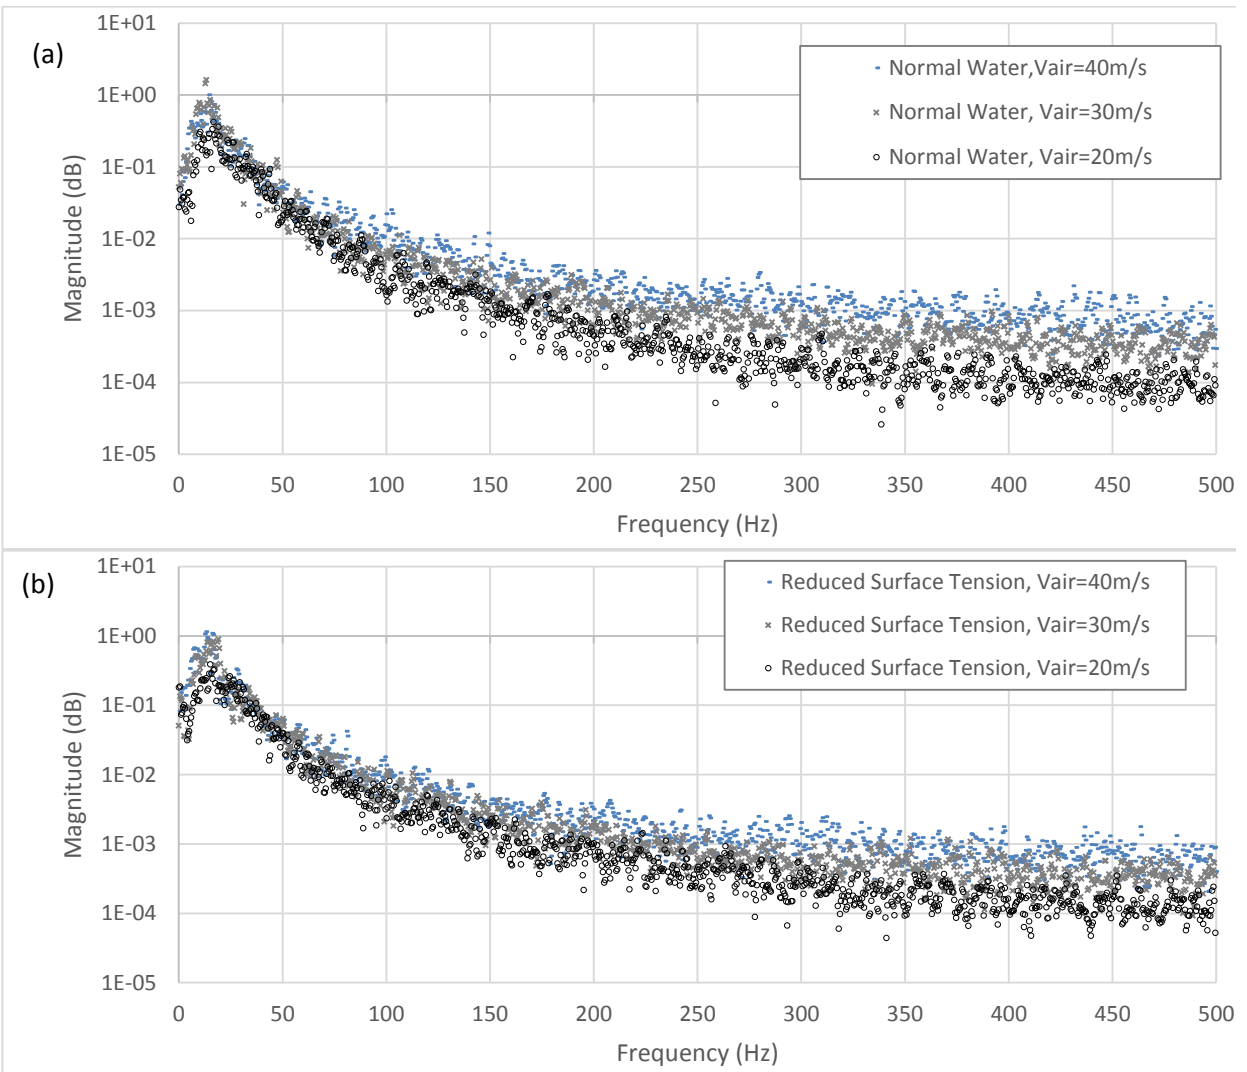 (a)
1E+01
1E+00
1E-01
1E-02
1E-03
1E-04
1E-05
Magnitude (dB)
Normal Water,Vair=40m/s
Normal Water, Vair=30m/s
Normal Water, Vair=20m/s
0 50 100 150 200 250 300 350 400 450 500
Frequency (Hz)
(b)
1E+01
1E+00
1E-01
1E-02
1E-03
1E-04
1E-05
Magnitude (dB)
Reduced Surface Tension, Vair=40m/s
Reduced Surface Tension, Vair=30m/s
Reduced Surface Tension, Vair=20m/s
0 50 100 150 200 250 300 350 400 450 500
Frequency (Hz)